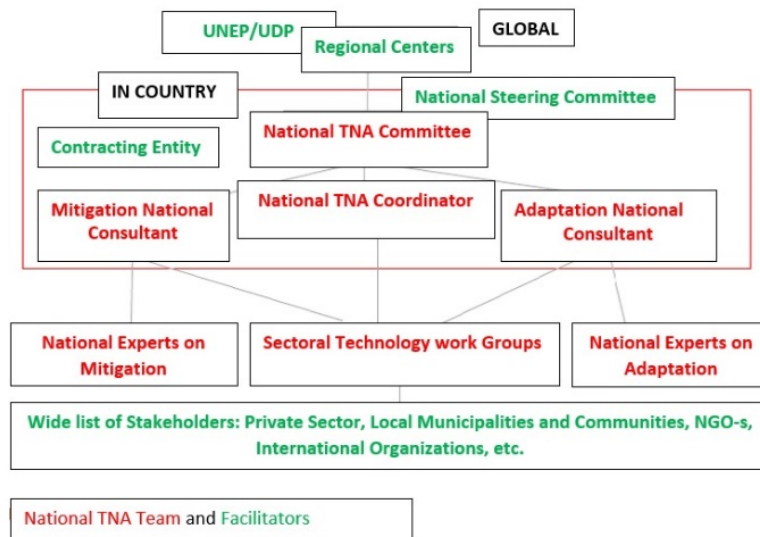 UNEP/UDP
Regional Centers
GLOBAL
IN COUNTRY
National Steering Committee
Contracting Entity
National TNA Committee
Mitigation National
Consultant
National TNA Coordinator
Adaptation National
Consultant
National Experts on
Mitigation
Sectoral Technology work Groups
National Experts on
Adaptation
Wide list of Stakeholders: Private Sector, Local Municipalities and Communities, NGO-s,
International Organizations, etc.
National TNA Team and Facilitators